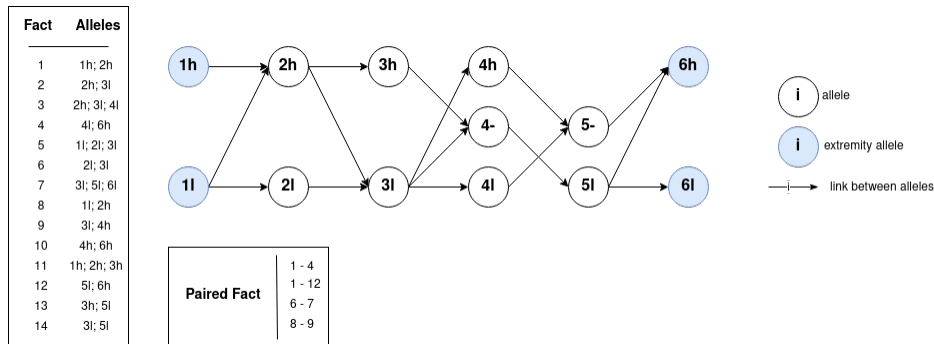 Fact Alleles
1 1h; 2h
2 2h; 3l
3 2h; 3l; 4l
4 4l; 6h
5 1l; 2l; 3l
6 2l; 3l
7 3l; 5l; 6l
8 1l; 2h
9 3l; 4h
10 4h; 6h
11 1h; 2h; 3h
12 5l; 6h
13 3h; 5l
14 3l; 5l
1h 2h 3h 4h 6h
4- 5-
1l 2l 3l 4l 5l 6l
i allele
i extremity allele
i link between alleles
Paired Fact
1 - 4
1 - 12
6 - 7
8 - 9